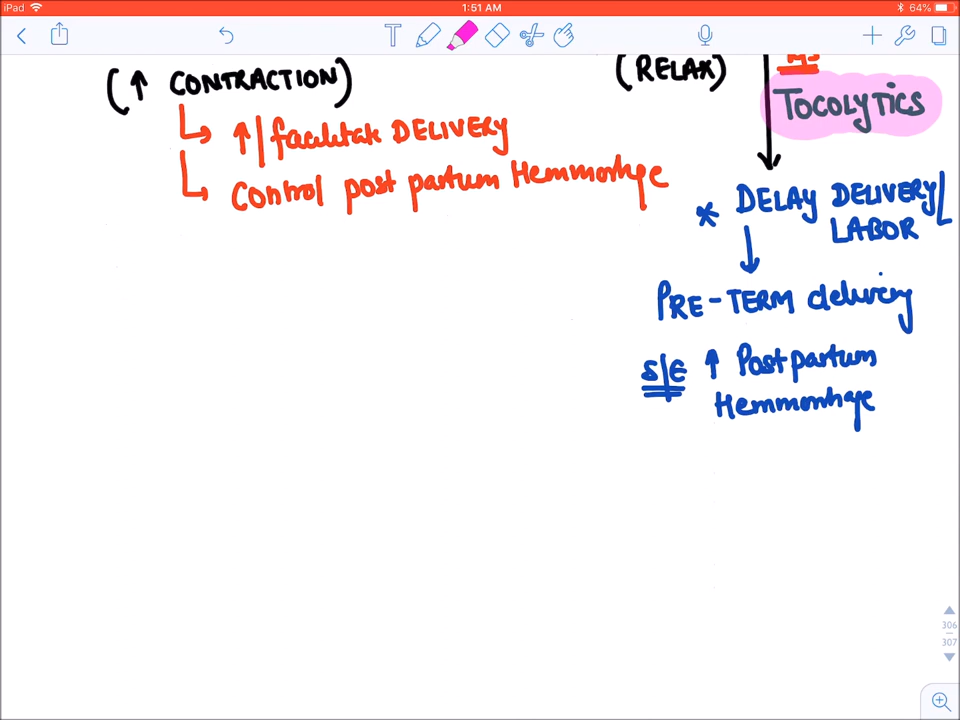 iPad
1:51 AM
64%
(↑ CONTRACTION)
↑/facilitate DELIVERY
Control post partum Hemmorhage
(RELAX)
TOCOLYTICS
* DELAY DELIVERY/
LABOR
PRE-TERM delivery
S/E ↑ Postpartum
Hemmorhage
306
307